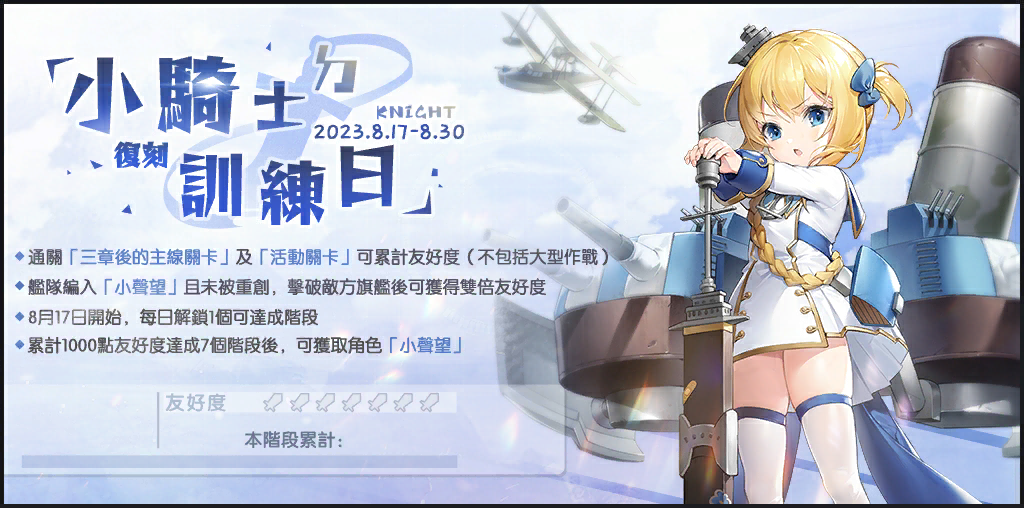 「小騎士ㄉ
KNIGHT
2023.8.17-8.30
復刻
訓練日」
通關「三章後的主線關卡」及「活動關卡」可累計友好度（不包括大型作戰）
艦隊編入「小聲望」且未被重創，擊破敵方旗艦後可獲得雙倍友好度
8月17日開始，每日解鎖1個可達成階段
累計1000點友好度達成7個階段後，可獲取角色「小聲望」
友好度
本階段累計：